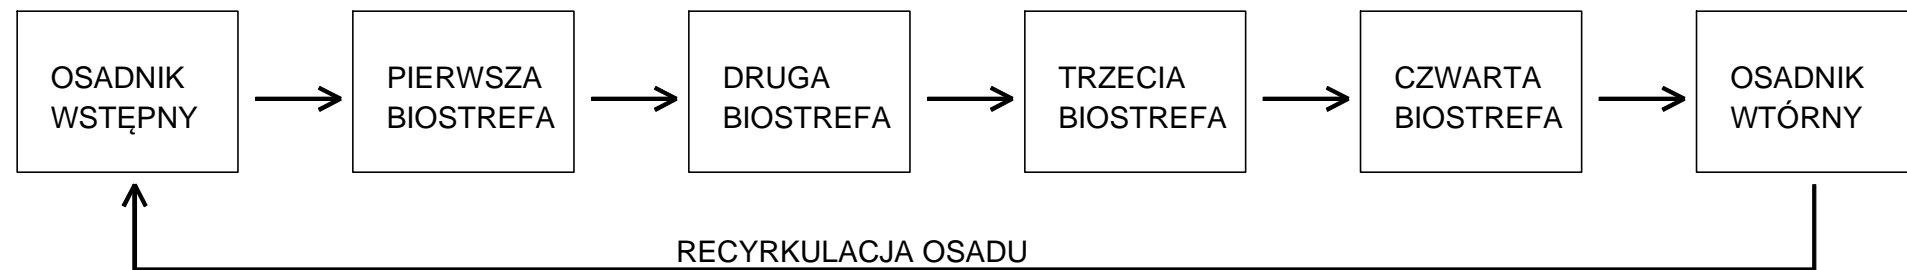 OSADNIK
WSTĘPNY
PIERWSZA
BIOSTREFA
DRUGA
BIOSTREFA
TRZECIA
BIOSTREFA
CZWARTA
BIOSTREFA
OSADNIK
WTÓRNY
RECYRKULACJA OSADU